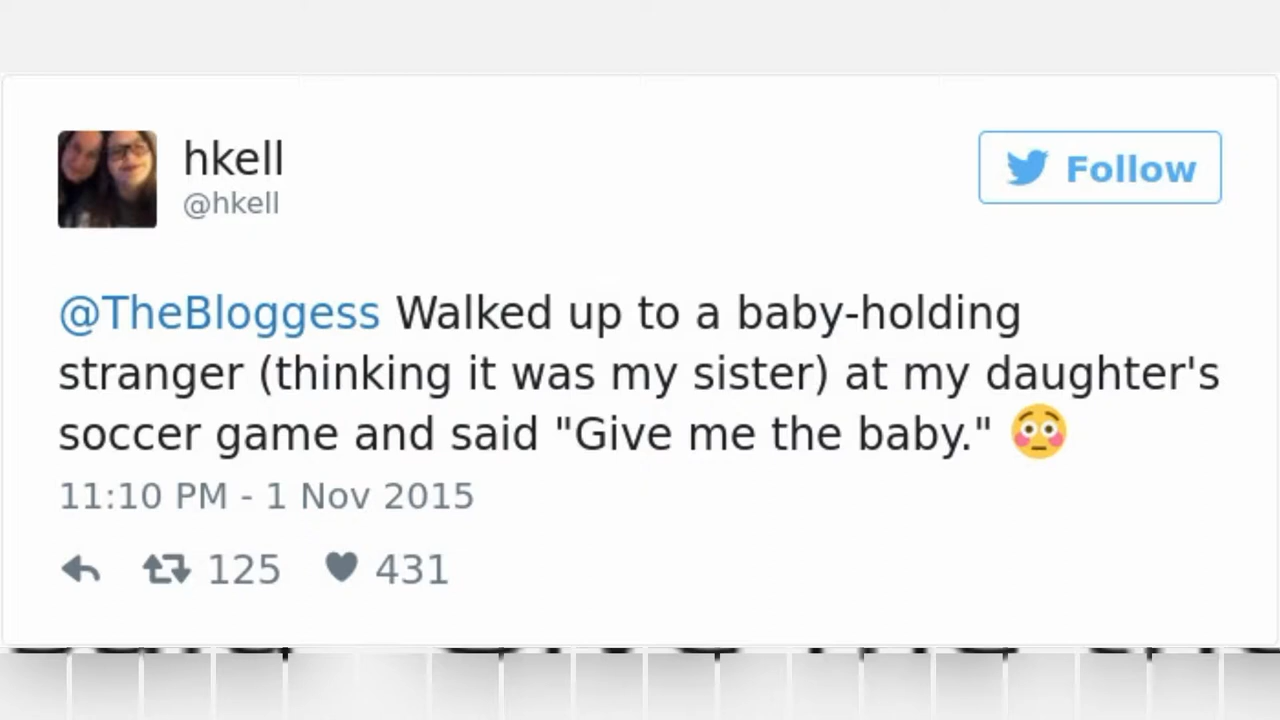 hkell
@hkell
Follow
@TheBloggess Walked up to a baby-holding
stranger (thinking it was my sister) at my daughter's
soccer game and said "Give me the baby." 😳
11:10 PM - 1 Nov 2015
125 431